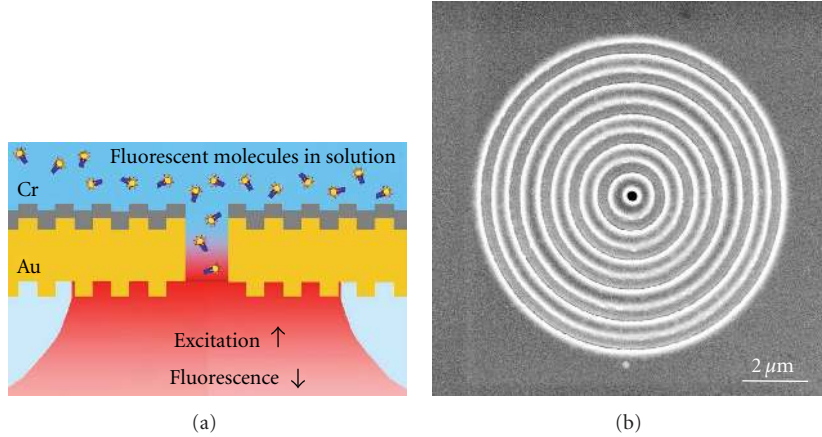 Fluorescent molecules in solution
Cr
Au
Excitation ↑
Fluorescence ↓
2 μm
(a)
(b)